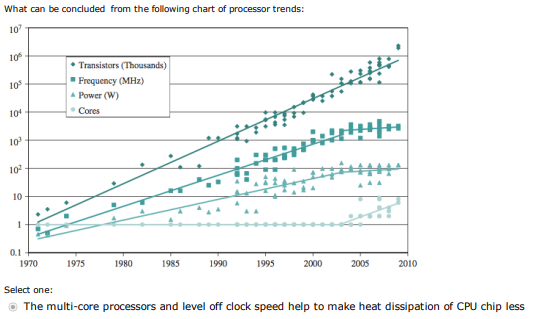 What can be concluded from the following chart of processor trends:
10⁷
10⁶
10⁵
10⁴
10³
10²
10
1
0.1
Transistors (Thousands)
Frequency (MHz)
Power (W)
Cores
1970 1975 1980 1985 1990 1995 2000 2005 2010
Select one:
The multi-core processors and level off clock speed help to make heat dissipation of CPU chip less